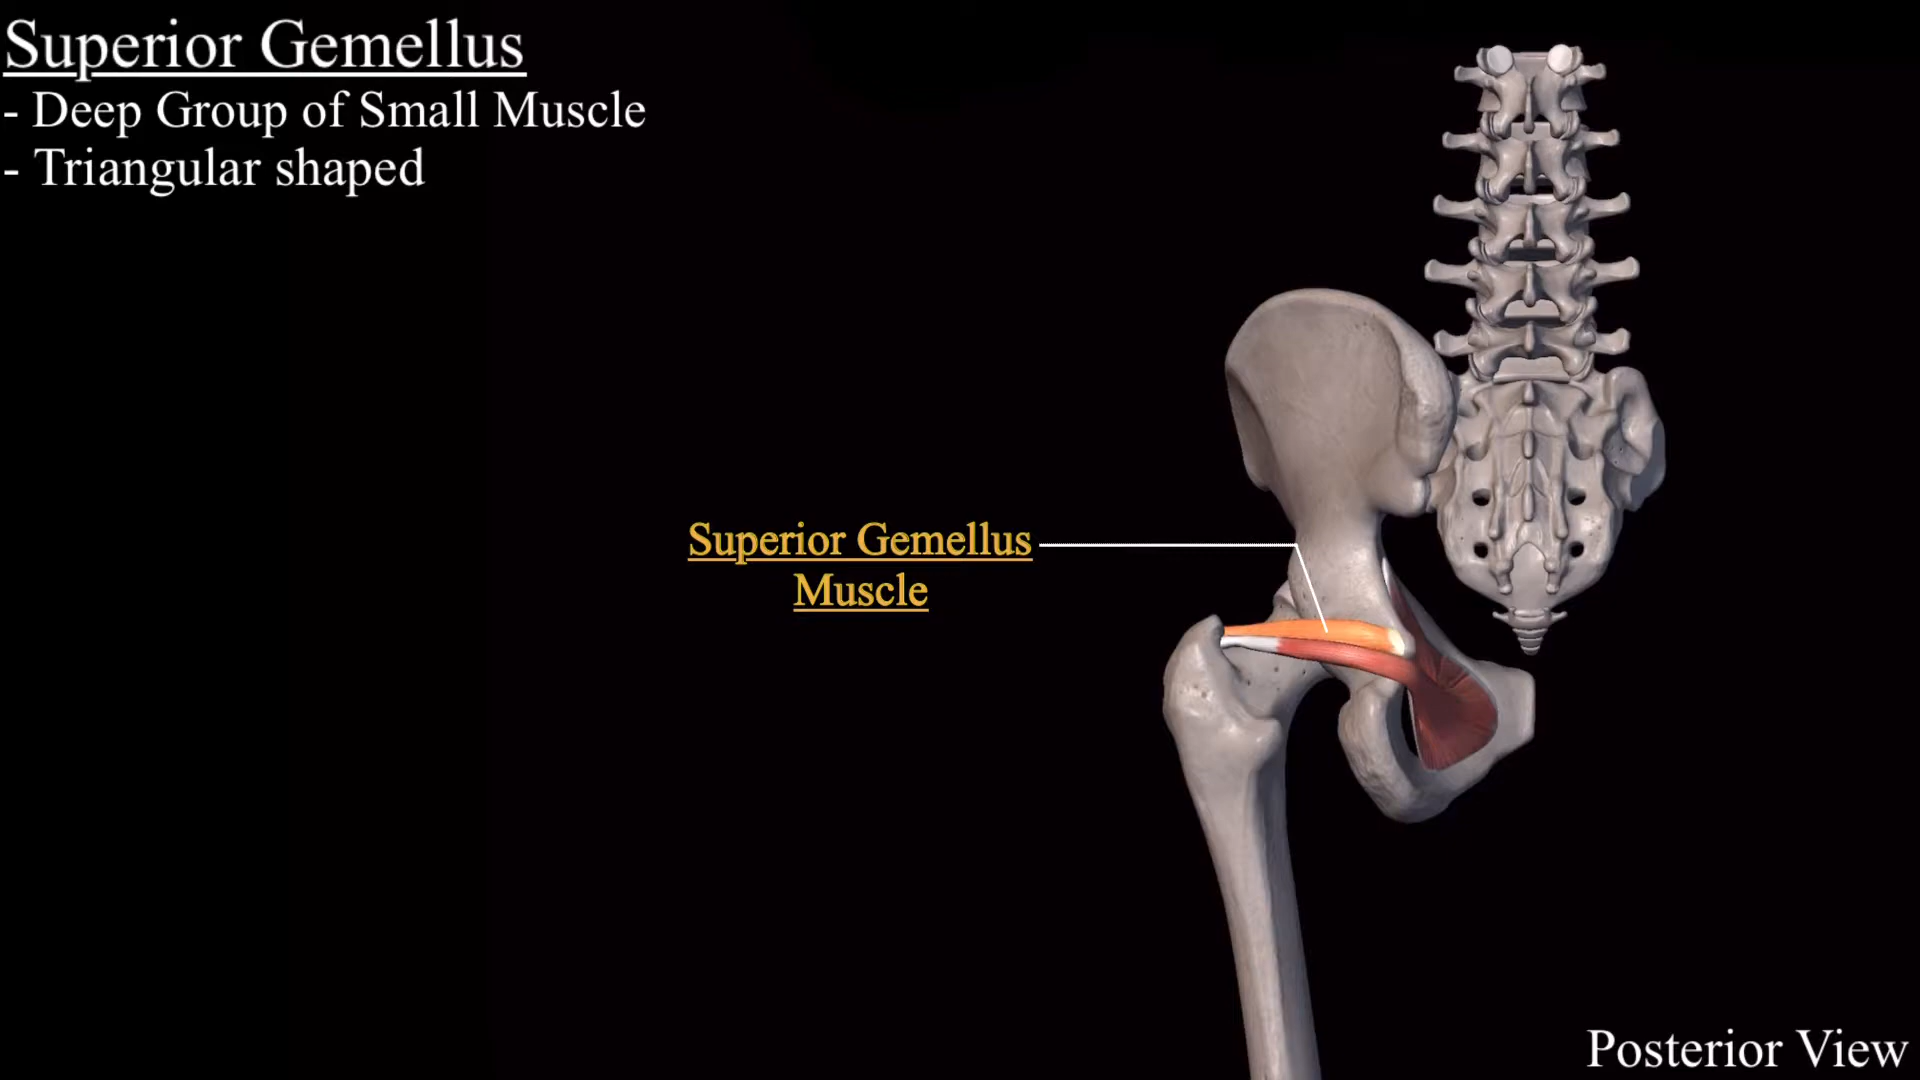 Superior Gemellus
- Deep Group of Small Muscle
- Triangular shaped
Superior Gemellus
Muscle
Posterior View